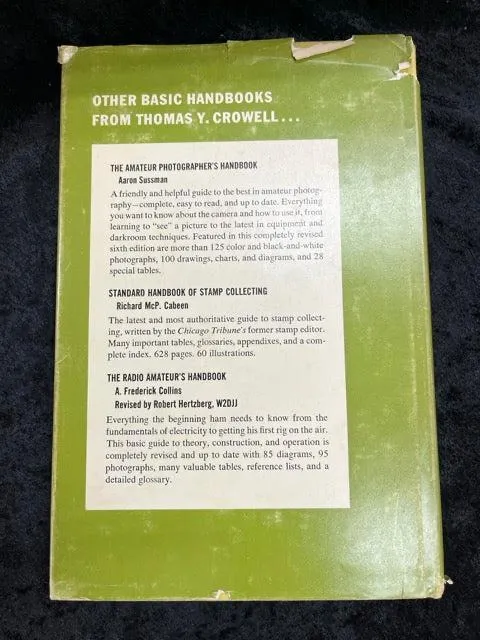 OTHER BASIC HANDBOOKS
FROM THOMAS Y. CROWELL...
THE AMATEUR PHOTOGRAPHER'S HANDBOOK
Aaron Sussman
A friendly and helpful guide to the best in amateur photog-
raphy—complete, easy to read, and up to date. Everything
you want to know about the camera and how to use it, from
learning to "see" a picture to the latest in equipment and
darkroom techniques. Featured in this completely revised
sixth edition are more than 125 color and black-and-white
photographs, 100 drawings, charts, and diagrams, and 28
special tables.
STANDARD HANDBOOK OF STAMP COLLECTING
Richard McP. Cabeen
The latest and most authoritative guide to stamp collect-
ing, written by the Chicago Tribune's former stamp editor.
Many important tables, glossaries, appendixes, and a com-
plete index. 628 pages. 60 illustrations.
THE RADIO AMATEUR'S HANDBOOK
A. Frederick Collins
Revised by Robert Hertzberg, W2DJJ
Everything the beginning ham needs to know from the
fundamentals of electricity to getting his first rig on the air.
This basic guide to theory, construction, and operation is
completely revised and up to date with 85 diagrams, 95
photographs, many valuable tables, reference lists, and a
detailed glossary.